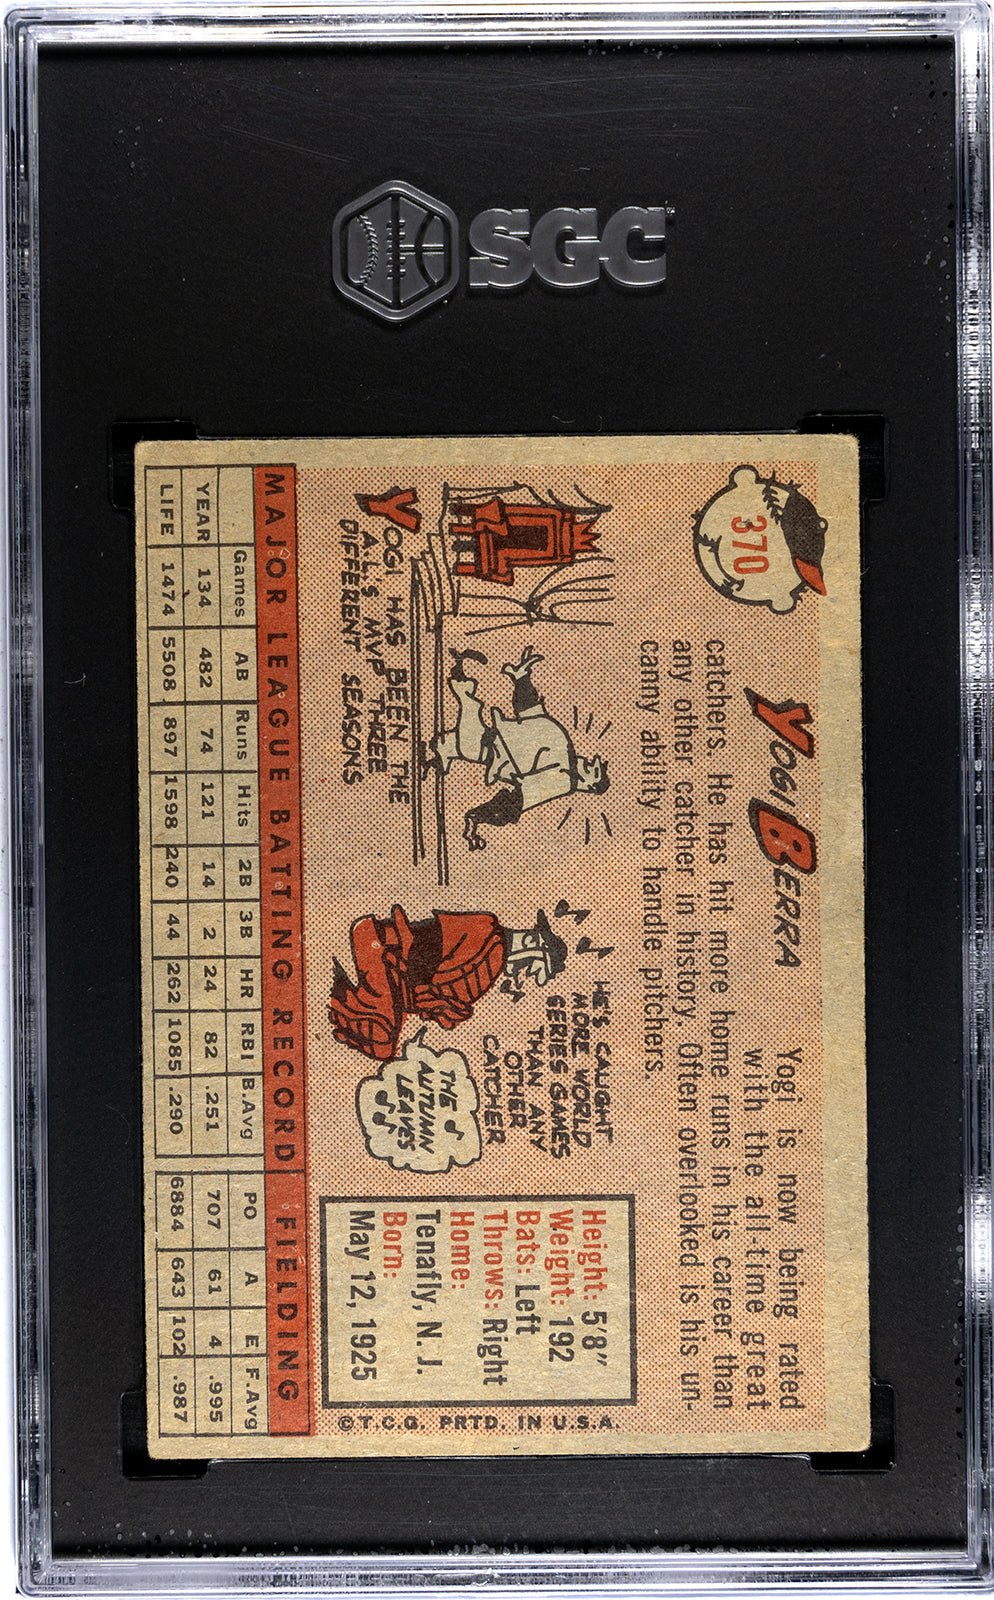 SGC
370
YOGI BERRA
Yogi is now being rated
with the all-time great
catchers. He has hit more home runs in his career than
any other catcher in history. Often overlooked is his un-
canny ability to handle pitchers.
YOGI HAS BEEN THE
A.L.'S MVP THREE
DIFFERENT SEASONS
HE'S CAUGHT
MORE WORLD
SERIES GAMES
THAN ANY
OTHER
CATCHER
THE
AUTUMN
LEAVES
Height: 5'8"
Weight: 192
Bats: Left
Throws: Right
Home:
Tenafly, N. J.
Born:
May 12, 1925
©T.C.G. PRTD. IN U.S.A.
MAJOR LEAGUE BATTING RECORD FIELDING
Games AB Runs Hits 2B 3B HR RBI B.Avg PO A E F.Avg
YEAR 134 482 74 121 14 2 24 82 .251 707 61 4 .995
LIFE 1474 5508 897 1598 240 44 262 1085 .290 6884 643 102 .987